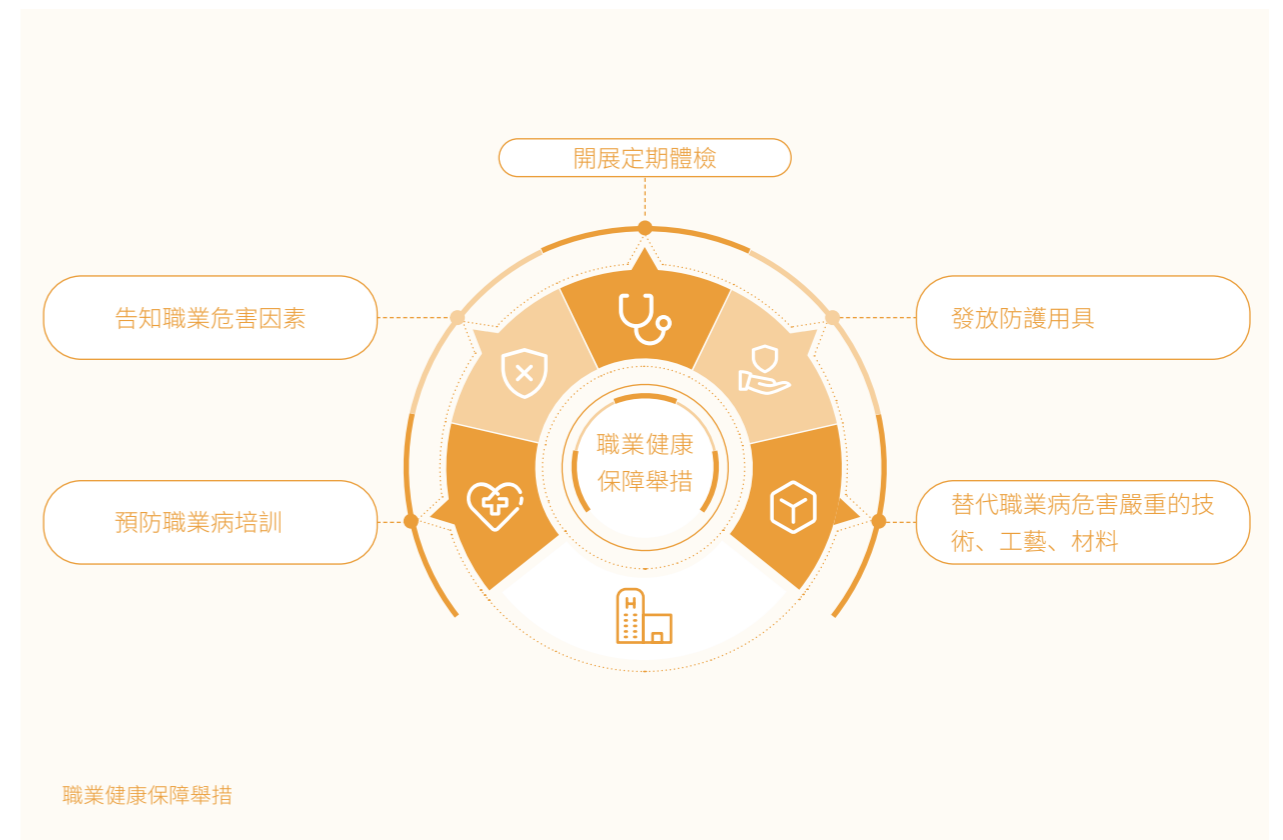 開展定期體檢
告知職業危害因素
發放防護用具
職業健康
保障舉措
預防職業病培訓
替代職業病危害嚴重的技
術、工藝、材料
H
職業健康保障舉措